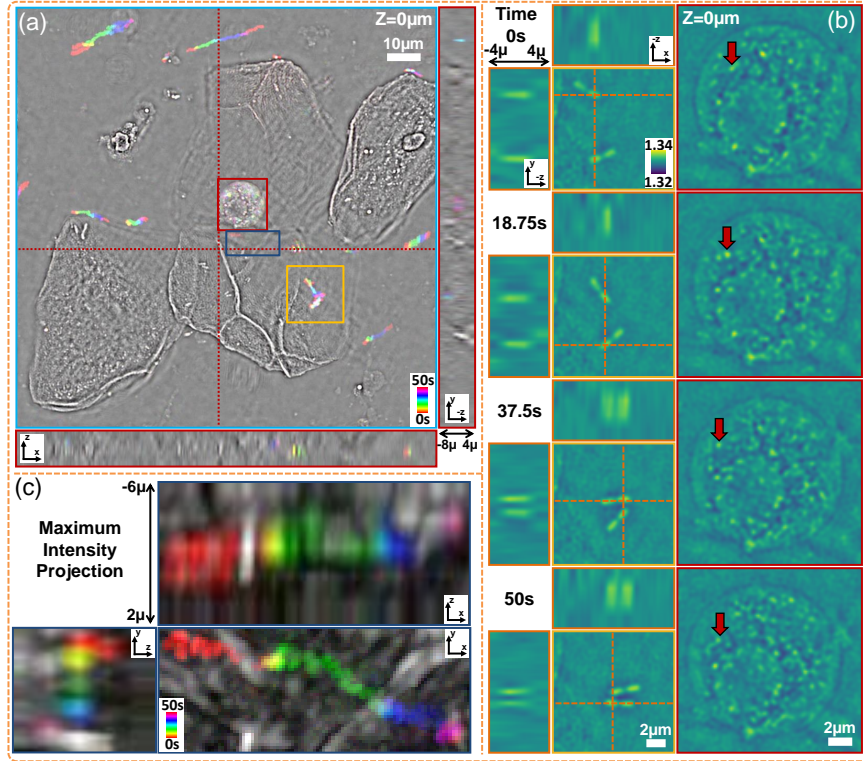 (a)
Z=0µm
10µm
50s
0s
y
x
y
-z
-8µ 4µ
z
x
(b)
Time
0s
-4µ 4µ
-z
x
y
-z
1.34
1.32
Z=0µm
18.75s
37.5s
50s
2µm
2µm
(c)
Maximum
Intensity
Projection
-6µ
2µ
z
x
y
z
y
x
50s
0s